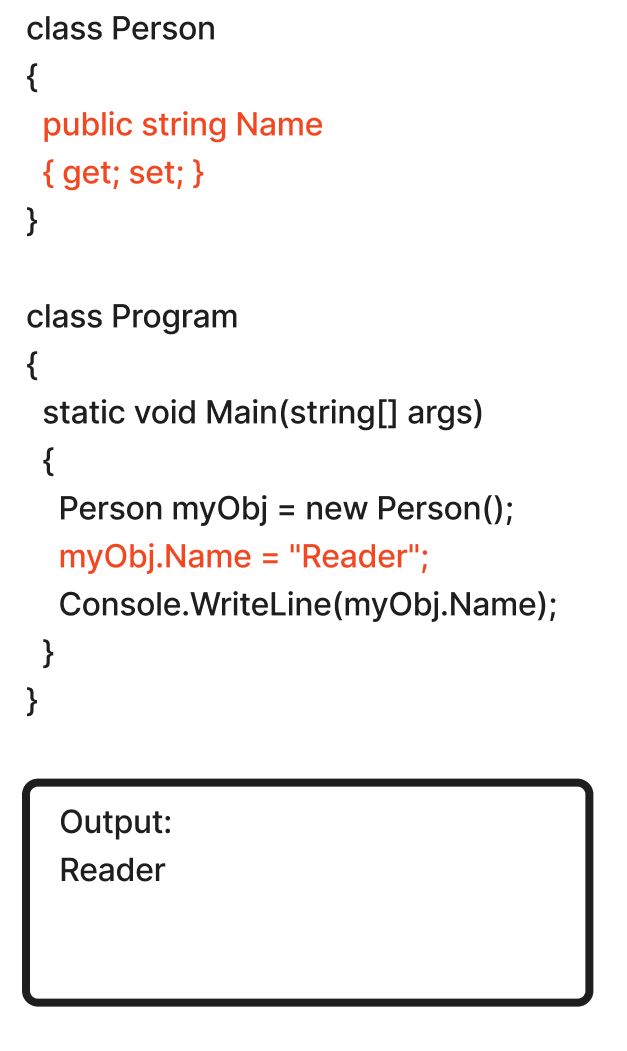 class Person
{
  public string Name
  { get; set; }
}

class Program
{
  static void Main(string[] args)
  {
    Person myObj = new Person();
    myObj.Name = "Reader";
    Console.WriteLine(myObj.Name);
  }
}

Output:
Reader